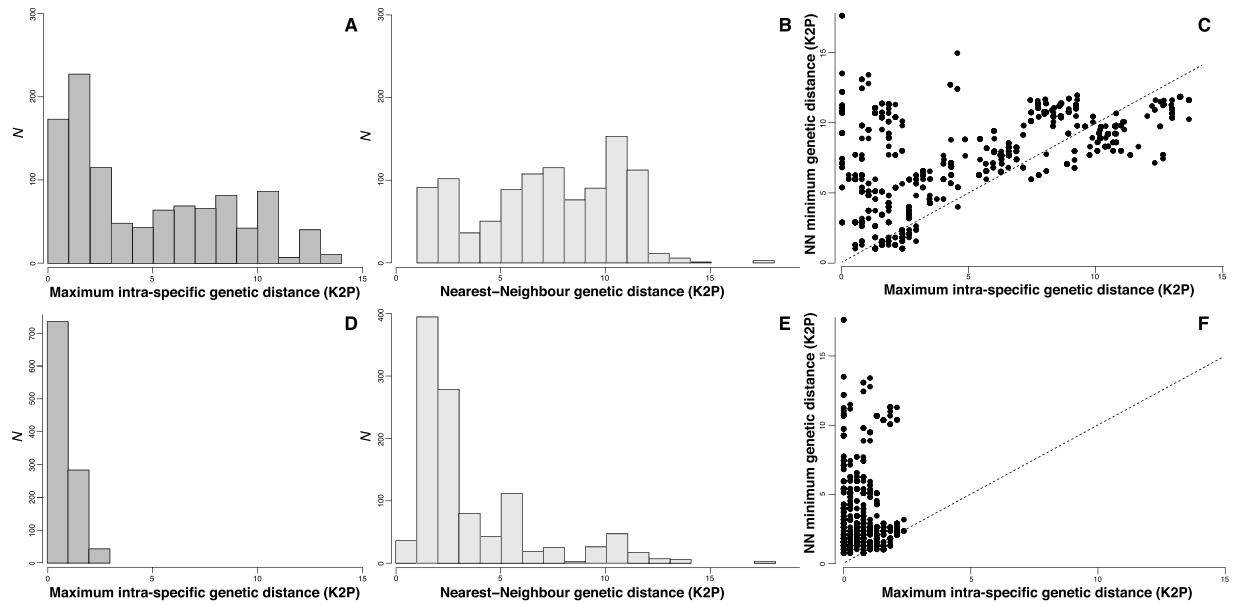 A
N
0
100
200
300
0
5
10
15
Maximum intra-specific genetic distance (K2P)
B
N
0
100
200
300
0
5
10
15
Nearest−Neighbour genetic distance (K2P)
C
NN minimum genetic distance (K2P)
0
5
10
15
0
5
10
15
Maximum intra-specific genetic distance (K2P)
D
N
0
100
200
300
400
500
600
700
0
5
10
15
Maximum intra-specific genetic distance (K2P)
E
N
0
100
200
300
400
0
5
10
15
Nearest−Neighbour genetic distance (K2P)
F
NN minimum genetic distance (K2P)
0
5
10
15
0
5
10
15
Maximum intra-specific genetic distance (K2P)